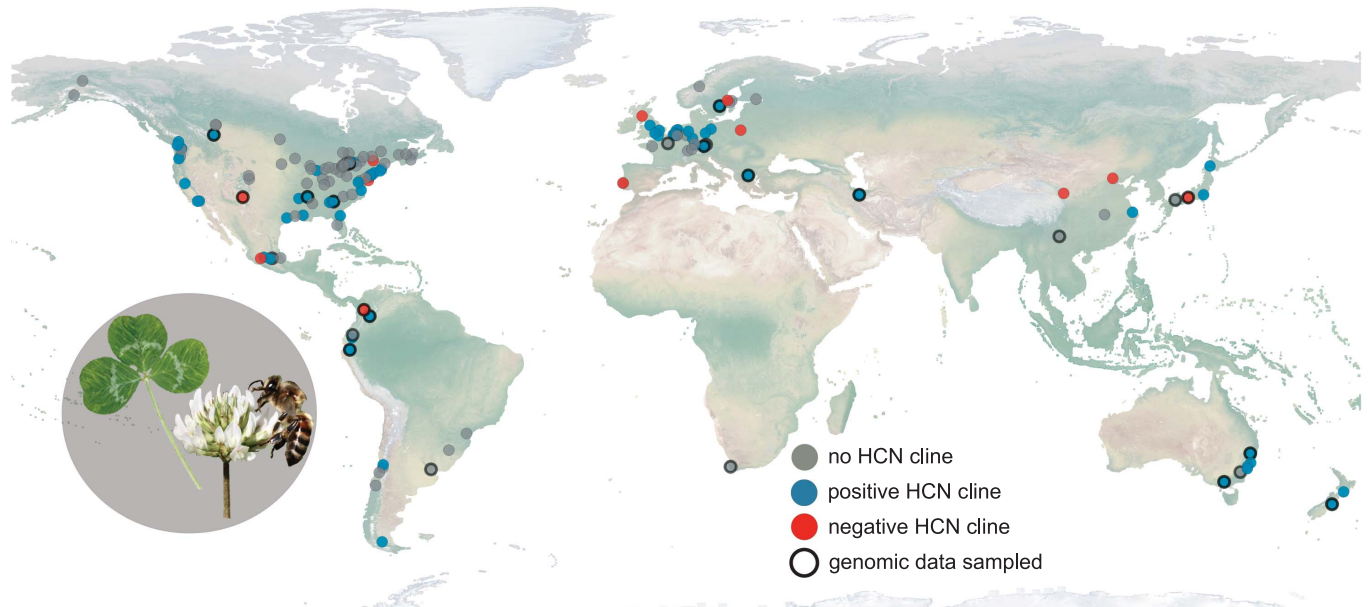 no HCN cline
positive HCN cline
negative HCN cline
genomic data sampled